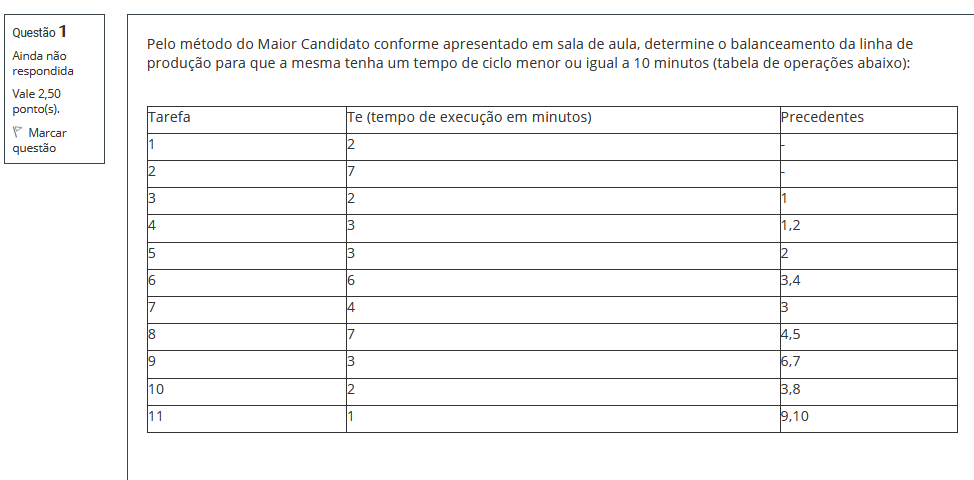 Questão 1
Ainda não
respondida
Vale 2,50
ponto(s).
Marcar
questão
Pelo método do Maior Candidato conforme apresentado em sala de aula, determine o balanceamento da linha de
produção para que a mesma tenha um tempo de ciclo menor ou igual a 10 minutos (tabela de operações abaixo):
Tarefa Te (tempo de execução em minutos) Precedentes
1 2 -
2 7 -
3 2 1
4 3 1,2
5 3 2
6 6 3,4
7 4 3
8 7 4,5
9 3 6,7
10 2 3,8
11 1 9,10